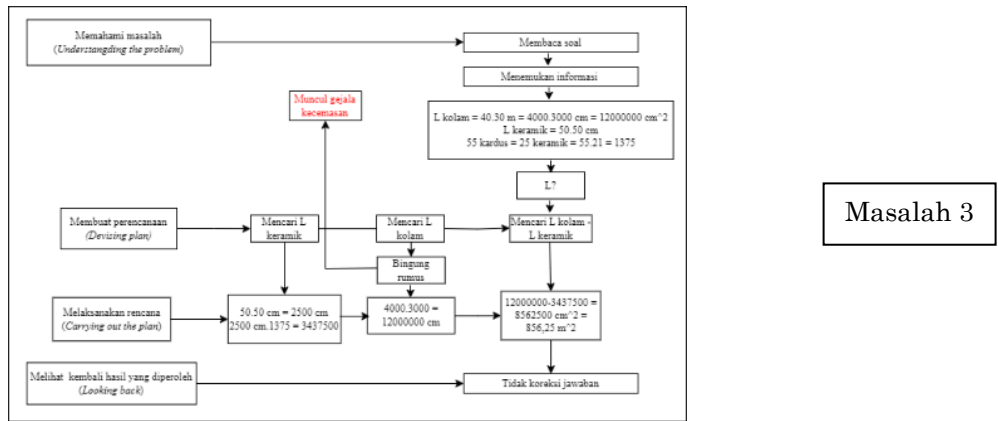 Memahami masalah
(Understangding the problem)
Membaca soal
Menemukan informasi
Muncul gejala
kecemasan
L kolam = 40.30 m = 4000.3000 cm = 12000000 cm^2
L keramik = 50.50 cm
55 kardus = 25 keramik = 55.21 = 1375
L?
Masalah 3
Membuat perencanaan
(Devising plan)
Mencari L
keramik
Mencari L
kolam
Mencari L kolam -
L keramik
Bingung
rumus
Melaksanakan rencana
(Carrying out the plan)
50.50 cm = 2500 cm
2500 cm.1375 = 3437500
4000.3000 =
12000000 cm
12000000-3437500 =
8562500 cm^2 =
856,25 m^2
Melihat kembali hasil yang diperoleh
(Looking back)
Tidak koreksi jawaban